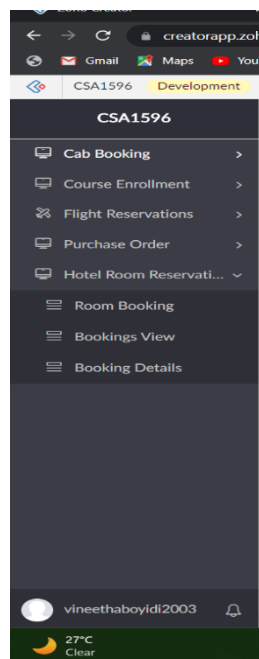 creatorapp.zoh
Gmail Maps You
CSA1596 Development
CSA1596
Cab Booking
Course Enrollment
Flight Reservations
Purchase Order
Hotel Room Reservati...
Room Booking
Bookings View
Booking Details
vineethaboyidi2003
27°C
Clear